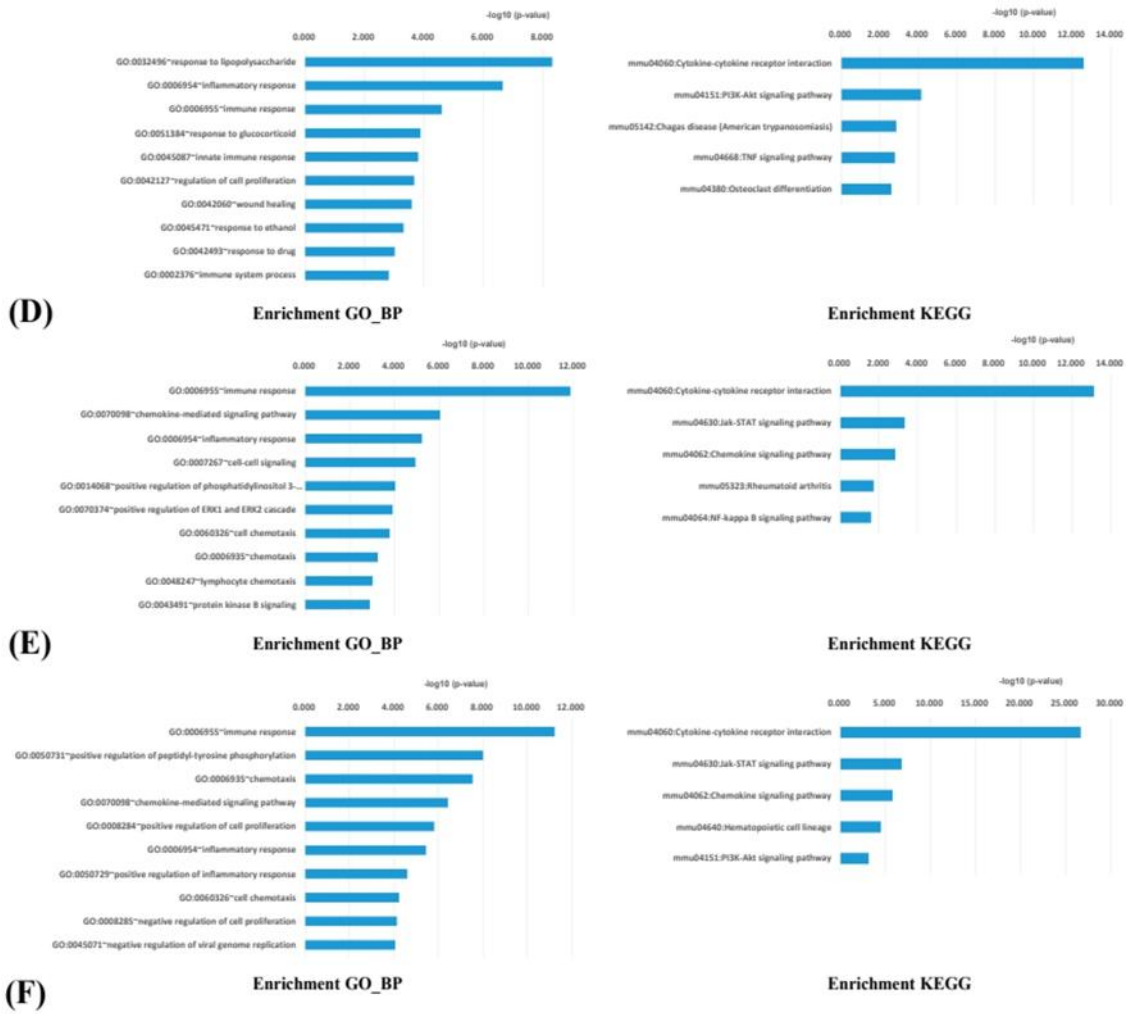 -log10 (p-value)
0.000 2.000 4.000 6.000 8.000
GO:0032496~response to lipopolysaccharide
GO:0006954~inflammatory response
GO:0006955~immune response
GO:0051384~response to glucocorticoid
GO:0045087~innate immune response
GO:0042127~regulation of cell proliferation
GO:0042060~wound healing
GO:0045471~response to ethanol
GO:0042493~response to drug
GO:0002376~immune system process
-log10 (p-value)
0.000 2.000 4.000 6.000 8.000 10.000 12.000 14.000
mmu04060:Cytokine-cytokine receptor interaction
mmu04151:PI3K-Akt signaling pathway
mmu05142:Chagas disease (American trypanosomiasis)
mmu04668:TNF signaling pathway
mmu04380:Osteoclast differentiation
(D)
Enrichment GO_BP
Enrichment KEGG
-log10 (p-value)
0.000 2.000 4.000 6.000 8.000 10.000 12.000
GO:0006955~immune response
GO:0070098~chemokine-mediated signaling pathway
GO:0006954~inflammatory response
GO:0007267~cell-cell signaling
GO:0014068~positive regulation of phosphatidylinositol 3-...
GO:0070374~positive regulation of ERK1 and ERK2 cascade
GO:0060326~cell chemotaxis
GO:0006935~chemotaxis
GO:0048247~lymphocyte chemotaxis
GO:0043491~protein kinase B signaling
-log10 (p-value)
0.000 2.000 4.000 6.000 8.000 10.000 12.000 14.000
mmu04060:Cytokine-cytokine receptor interaction
mmu04630:Jak-STAT signaling pathway
mmu04062:Chemokine signaling pathway
mmu05323:Rheumatoid arthritis
mmu04064:NF-kappa B signaling pathway
(E)
Enrichment GO_BP
Enrichment KEGG
-log10 (p-value)
0.000 2.000 4.000 6.000 8.000 10.000 12.000
GO:0006955~immune response
GO:0050731~positive regulation of peptidyl-tyrosine phosphorylation
GO:0006935~chemotaxis
GO:0070098~chemokine-mediated signaling pathway
GO:0008284~positive regulation of cell proliferation
GO:0006954~inflammatory response
GO:0050729~positive regulation of inflammatory response
GO:0060326~cell chemotaxis
GO:0008285~negative regulation of cell proliferation
GO:0045071~negative regulation of viral genome replication
-log10 (p-value)
0.000 5.000 10.000 15.000 20.000 25.000 30.000
mmu04060:Cytokine-cytokine receptor interaction
mmu04630:Jak-STAT signaling pathway
mmu04062:Chemokine signaling pathway
mmu04640:Hematopoietic cell lineage
mmu04151:PI3K-Akt signaling pathway
(F)
Enrichment GO_BP
Enrichment KEGG